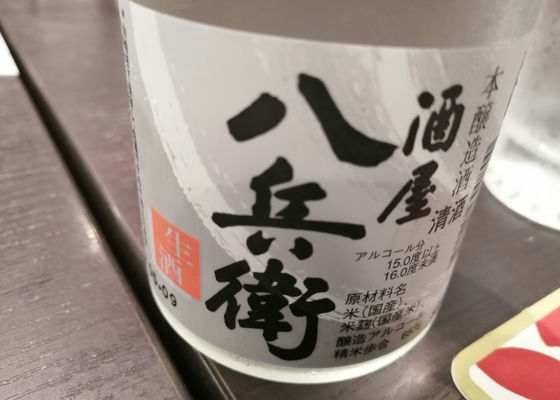 本醸造酒
清酒
酒屋
八兵衛
生酒
アルコール分
15.0度以上
16.0度未満
原材料名
米(国産)、
米麹(国産米)、
醸造アルコール
精米歩合